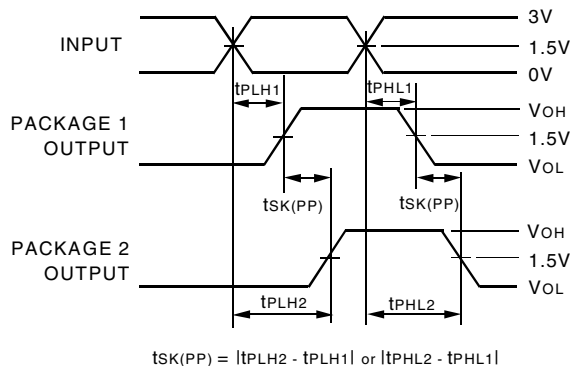 INPUT
3V
1.5V
0V
tPLH1
tPHL1
PACKAGE 1
OUTPUT
VOH
1.5V
VOL
tSK(PP)
tSK(PP)
PACKAGE 2
OUTPUT
VOH
1.5V
VOL
tPLH2
tPHL2
tSK(PP) = |tPLH2 - tPHL1| or |tPHL2 - tPHL1|